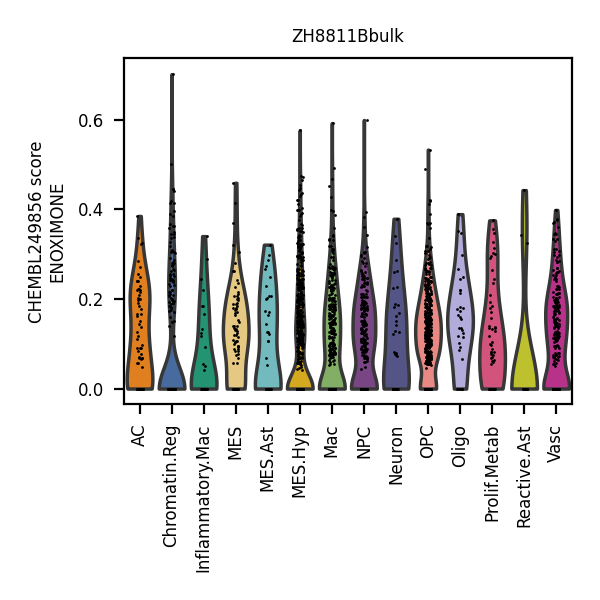 ZH8811Bbulk
CHEMBL249856 score
ENOXIMONE
0.6
0.4
0.2
0.0
AC
Chromatin.Reg
Inflammatory.Mac
MES
MES.Ast
MES.Hyp
Mac
NPC
Neuron
OPC
Oligo
Prolif.Metab
Reactive.Ast
Vasc